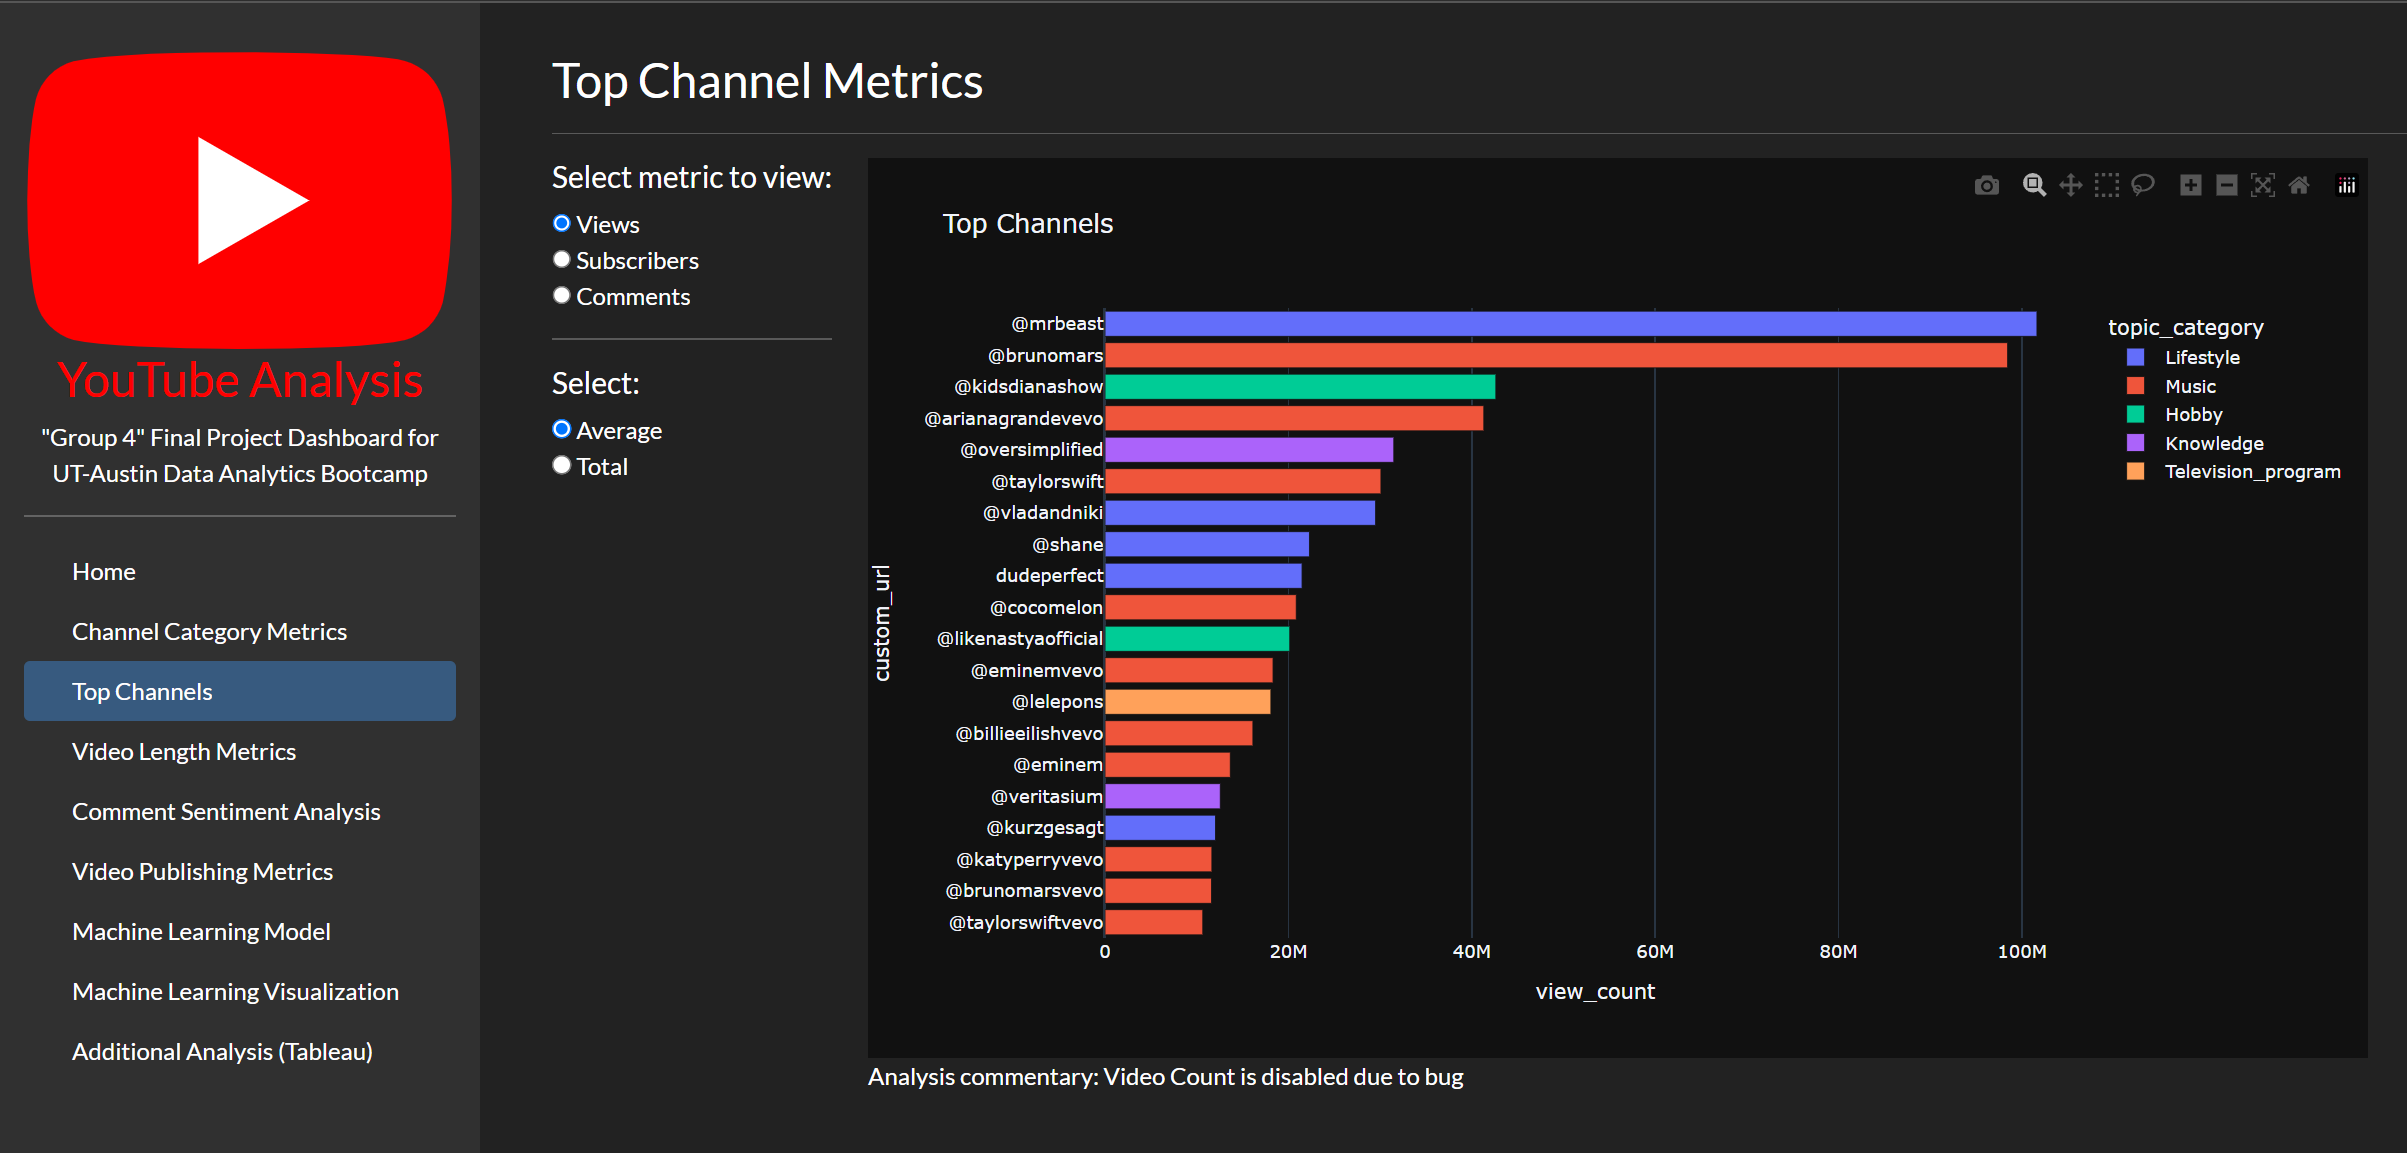 YouTube Analysis
"Group 4" Final Project Dashboard for
UT-Austin Data Analytics Bootcamp
Home
Channel Category Metrics
Top Channels
Video Length Metrics
Comment Sentiment Analysis
Video Publishing Metrics
Machine Learning Model
Machine Learning Visualization
Additional Analysis (Tableau)
Top Channel Metrics
Select metric to view:
Views
Subscribers
Comments
Select:
Average
Total
Top Channels
custom_url
@mrbeast
@brunomars
@kidsdianashow
@arianagrandevevo
@oversimplified
@taylorswift
@vladandniki
@shane
dudeperfect
@cocomelon
@likenastyaofficial
@eminemvevo
@lelepons
@billieeilishvevo
@eminem
@veritasium
@kurzgesagt
@katyperryvevo
@brunomarsvevo
@taylorswiftvevo
0 20M 40M 60M 80M 100M
view_count
topic_category
Lifestyle
Music
Hobby
Knowledge
Television_program
Analysis commentary: Video Count is disabled due to bug